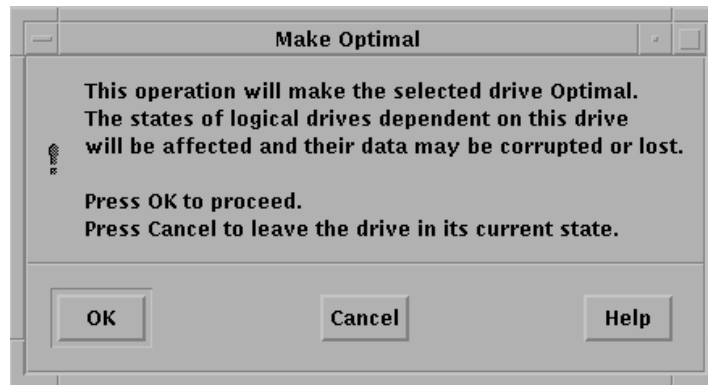 Make Optimal
This operation will make the selected drive Optimal.
The states of logical drives dependent on this drive
will be affected and their data may be corrupted or lost.
Press OK to proceed.
Press Cancel to leave the drive in its current state.
OK
Cancel
Help